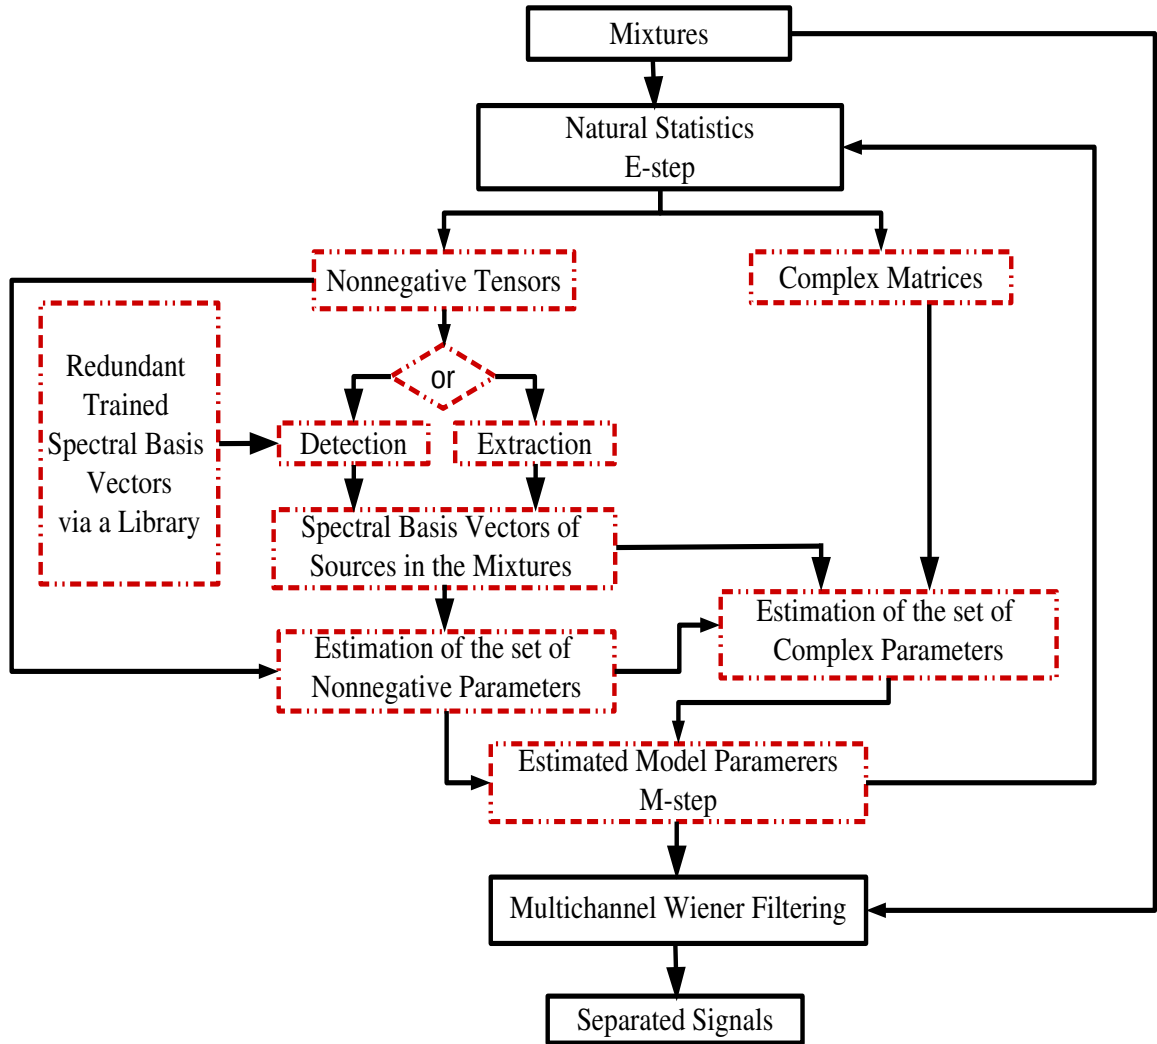 Mixtures
Natural Statistics
E-step
Nonnegative Tensors
Complex Matrices
Redundant
Trained
Spectral Basis
Vectors
via a Library
or
Detection
Extraction
Spectral Basis Vectors of
Sources in the Mixtures
Estimation of the set of
Complex Parameters
Estimation of the set of
Nonnegative Parameters
Estimated Model Paramerers
M-step
Multichannel Wiener Filtering
Separated Signals